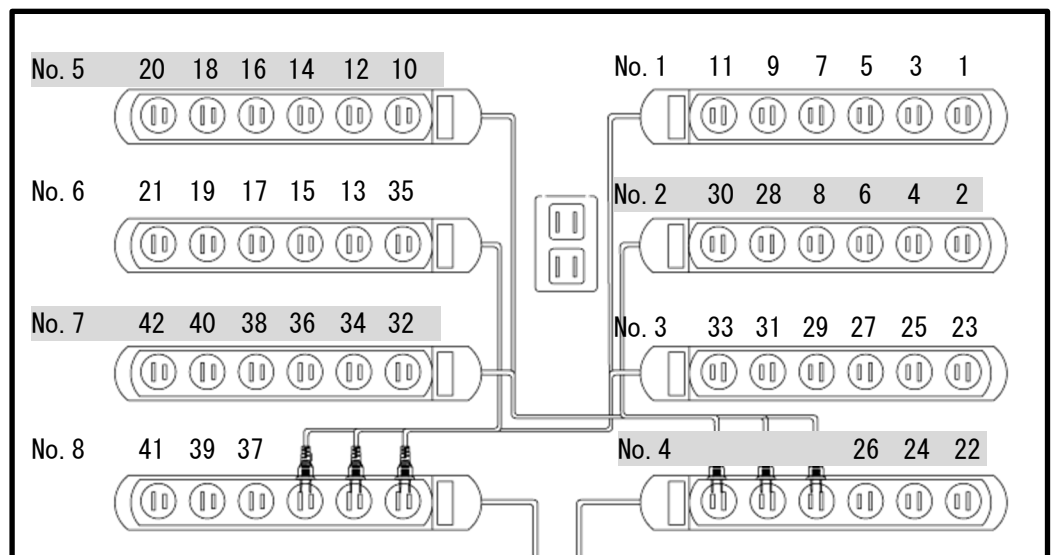 No.5 20 18 16 14 12 10
No.1 11 9 7 5 3 1
No.6 21 19 17 15 13 35
No.2 30 28 8 6 4 2
No.7 42 40 38 36 34 32
No.3 33 31 29 27 25 23
No.8 41 39 37
No.4 26 24 22